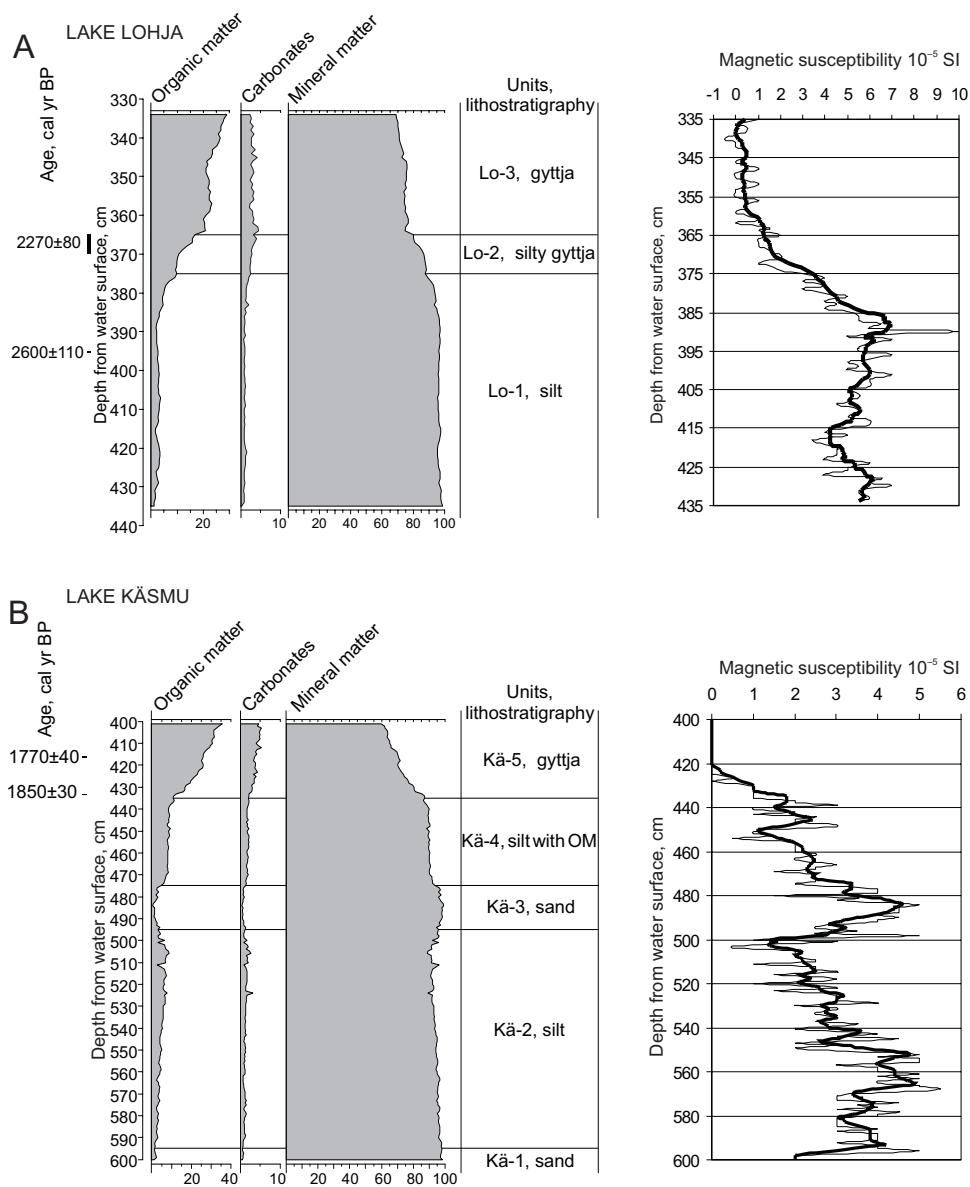 A
LAKE LOHJA
Age, cal yr BP
Depth from water surface, cm
Organic matter
Carbonates
Mineral matter
Units,
lithostratigraphy
330
340
350
360
370
380
390
400
410
420
430
440
2270±80
2600±110
Lo-3, gyttja
Lo-2, silty gyttja
Lo-1, silt
20 40 10 20 40 60 80 100
Magnetic susceptibility 10⁻⁵ SI
-1 0 1 2 3 4 5 6 7 8 9 10
Depth from water surface, cm
335
345
355
365
375
385
395
405
415
425
435
B
LAKE KÄSMU
Age, cal yr BP
Depth from water surface, cm
Organic matter
Carbonates
Mineral matter
Units,
lithostratigraphy
400
410
420
430
440
450
460
470
480
490
500
510
520
530
540
550
560
570
580
590
600
1770±40
1850±30
Kä-5, gyttja
Kä-4, silt with OM
Kä-3, sand
Kä-2, silt
Kä-1, sand
20 40 10 20 40 60 80 100
Magnetic susceptibility 10⁻⁵ SI
0 1 2 3 4 5 6
Depth from water surface, cm
400
420
440
460
480
500
520
540
560
580
600